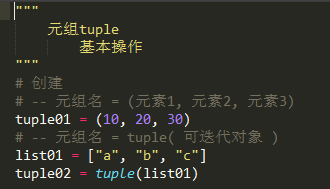 """
元组tuple
基本操作
"""
# 创建
# -- 元组名 = (元素1, 元素2, 元素3)
tuple01 = (10, 20, 30)
# -- 元组名 = tuple( 可迭代对象 )
list01 = ["a", "b", "c"]
tuple02 = tuple(list01)